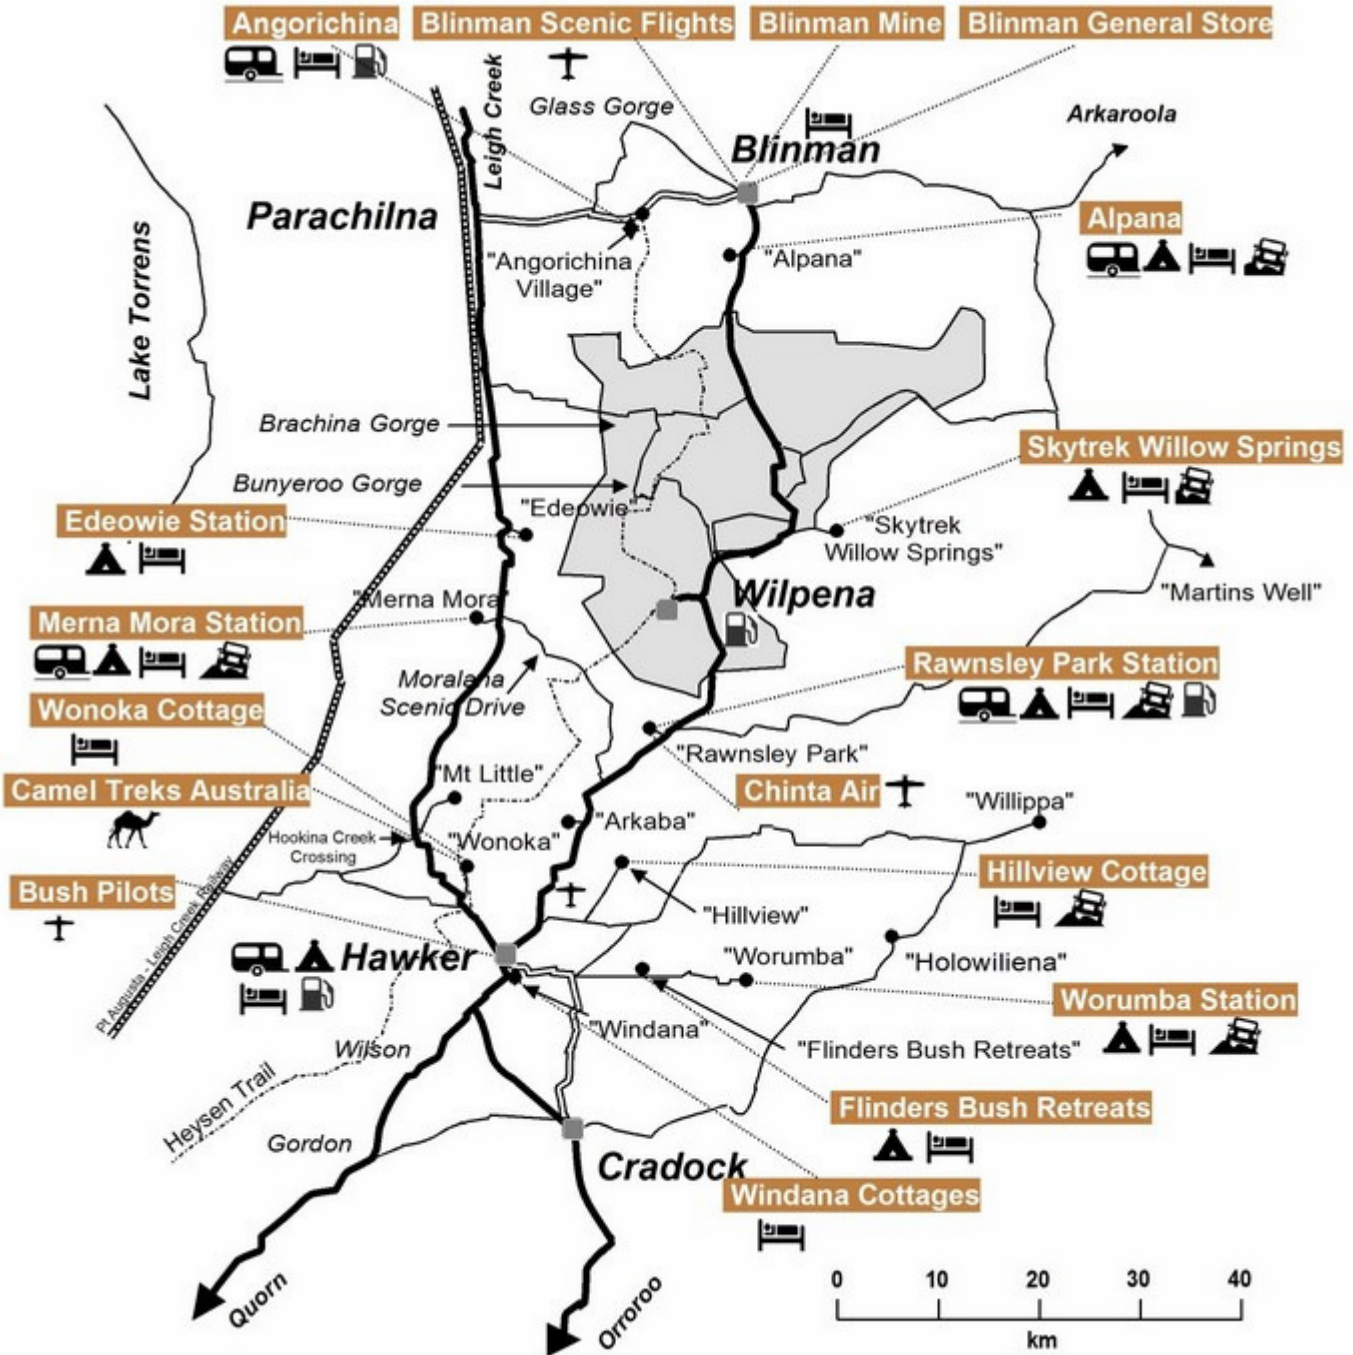 Angorichina
Blinman Scenic Flights
Blinman Mine
Blinman General Store
Leigh Creek
Glass Gorge
Arkaroola
Blinman
Parachilna
Alpana
"Angorichina
Village"
"Alpana"
Lake Torrens
Brachina Gorge
Skytrek Willow Springs
Bunyeroo Gorge
"Edeowie"
Edeowie Station
"Skytrek
Willow Springs"
"Martins Well"
"Merna Mora"
Wilpena
Merna Mora Station
Rawnsley Park Station
Moralana
Scenic Drive
Wonoka Cottage
"Rawnsley Park"
"Mt Little"
Camel Treks Australia
Chinta Air
"Willippa"
"Arkaba"
Hookina Creek
Crossing
"Wonoka"
Hillview Cottage
Bush Pilots
Pt Augusta - Leigh Creek Railway
"Hillview"
Hawker
"Worumba"
"Holowiliena"
Worumba Station
"Windana"
"Flinders Bush Retreats"
Wilson
Heysen Trail
Flinders Bush Retreats
Gordon
Cradock
Windana Cottages
Quorn
Orroroo
0 10 20 30 40
km